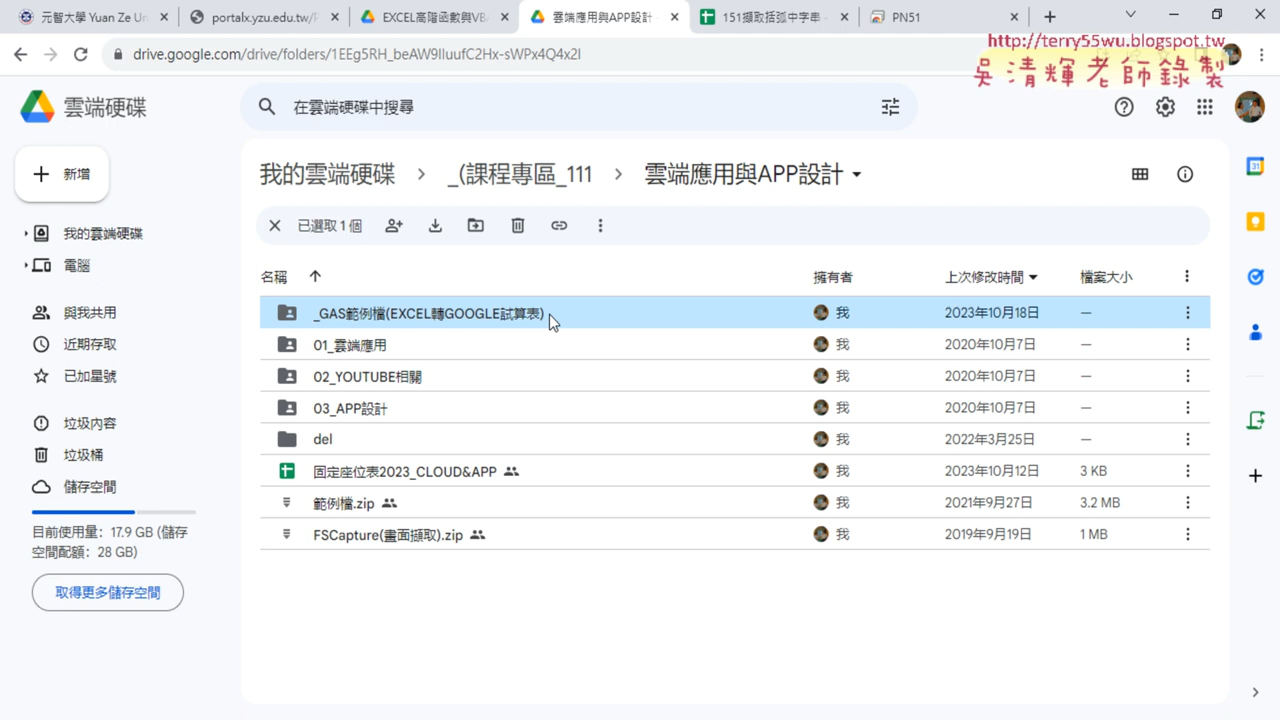 元智大學 Yuan Ze Un
portalx.yzu.edu.tw/P
EXCEL高階函數與VB
雲端應用與APP設計
151擷取括弧中字串
PN51
drive.google.com/drive/folders/1EEg5RH_beAW9lIuufC2Hx-sWPx4Q4x2I
http://terry55wu.blogspot.tw
吳清輝老師錄製
雲端硬碟
在雲端硬碟中搜尋
新增
我的雲端硬碟
電腦
與我共用
近期存取
已加星號
垃圾內容
垃圾桶
儲存空間
目前使用量：17.9 GB (儲存
空間配額：28 GB)
取得更多儲存空間
我的雲端硬碟 › _(課程專區_111 › 雲端應用與APP設計
已選取 1 個
名稱 擁有者 上次修改時間 檔案大小
_GAS範例檔(EXCEL轉GOOGLE試算表) 我 2023年10月18日 —
01_雲端應用 我 2020年10月7日 —
02_YOUTUBE相關 我 2020年10月7日 —
03_APP設計 我 2020年10月7日 —
del 我 2022年3月25日 —
固定座位表2023_CLOUD&APP 我 2023年10月12日 3 KB
範例檔.zip 我 2021年9月27日 3.2 MB
FSCapture(畫面擷取).zip 我 2019年9月19日 1 MB
31